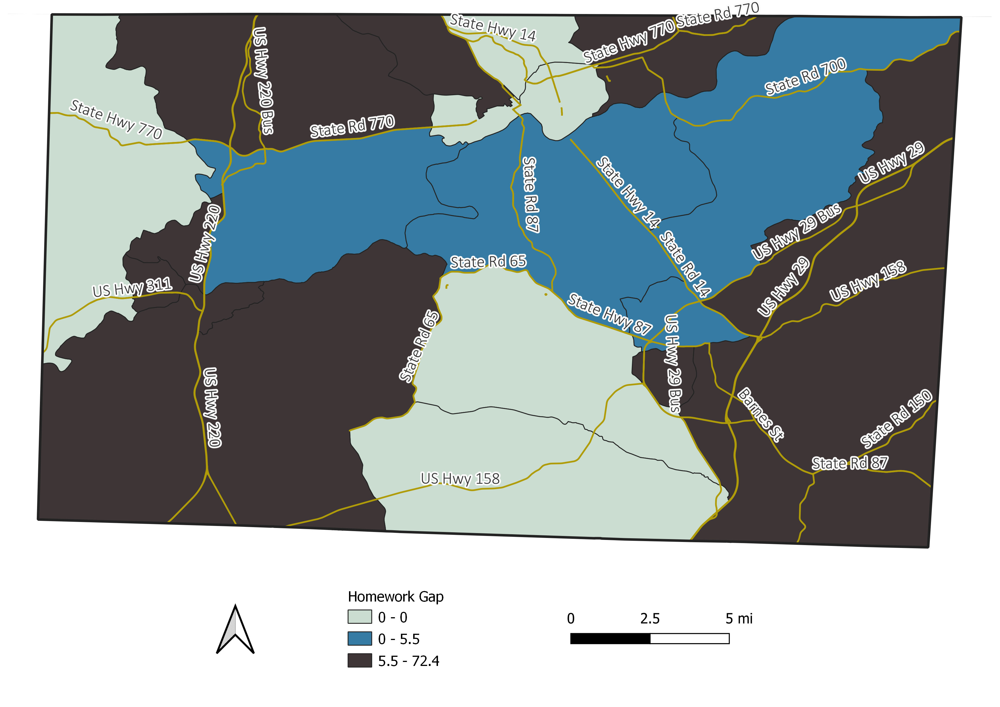 State Rd 770
State Hwy 14
State Hwy 770
US Hwy 220 Bus
State Rd 700
State Hwy 770
State Rd 770
US Hwy 29
State Rd 87
State Hwy 14
US Hwy 220
US Hwy 29 Bus
State Rd 14
State Rd 65
US Hwy 29
US Hwy 158
US Hwy 311
State Hwy 87
State Rd 65
US Hwy 29 Bus
US Hwy 220
Barnes St
State Rd 150
State Rd 87
US Hwy 158
Homework Gap
0 - 0
0 - 5.5
5.5 - 72.4
0 2.5 5 mi